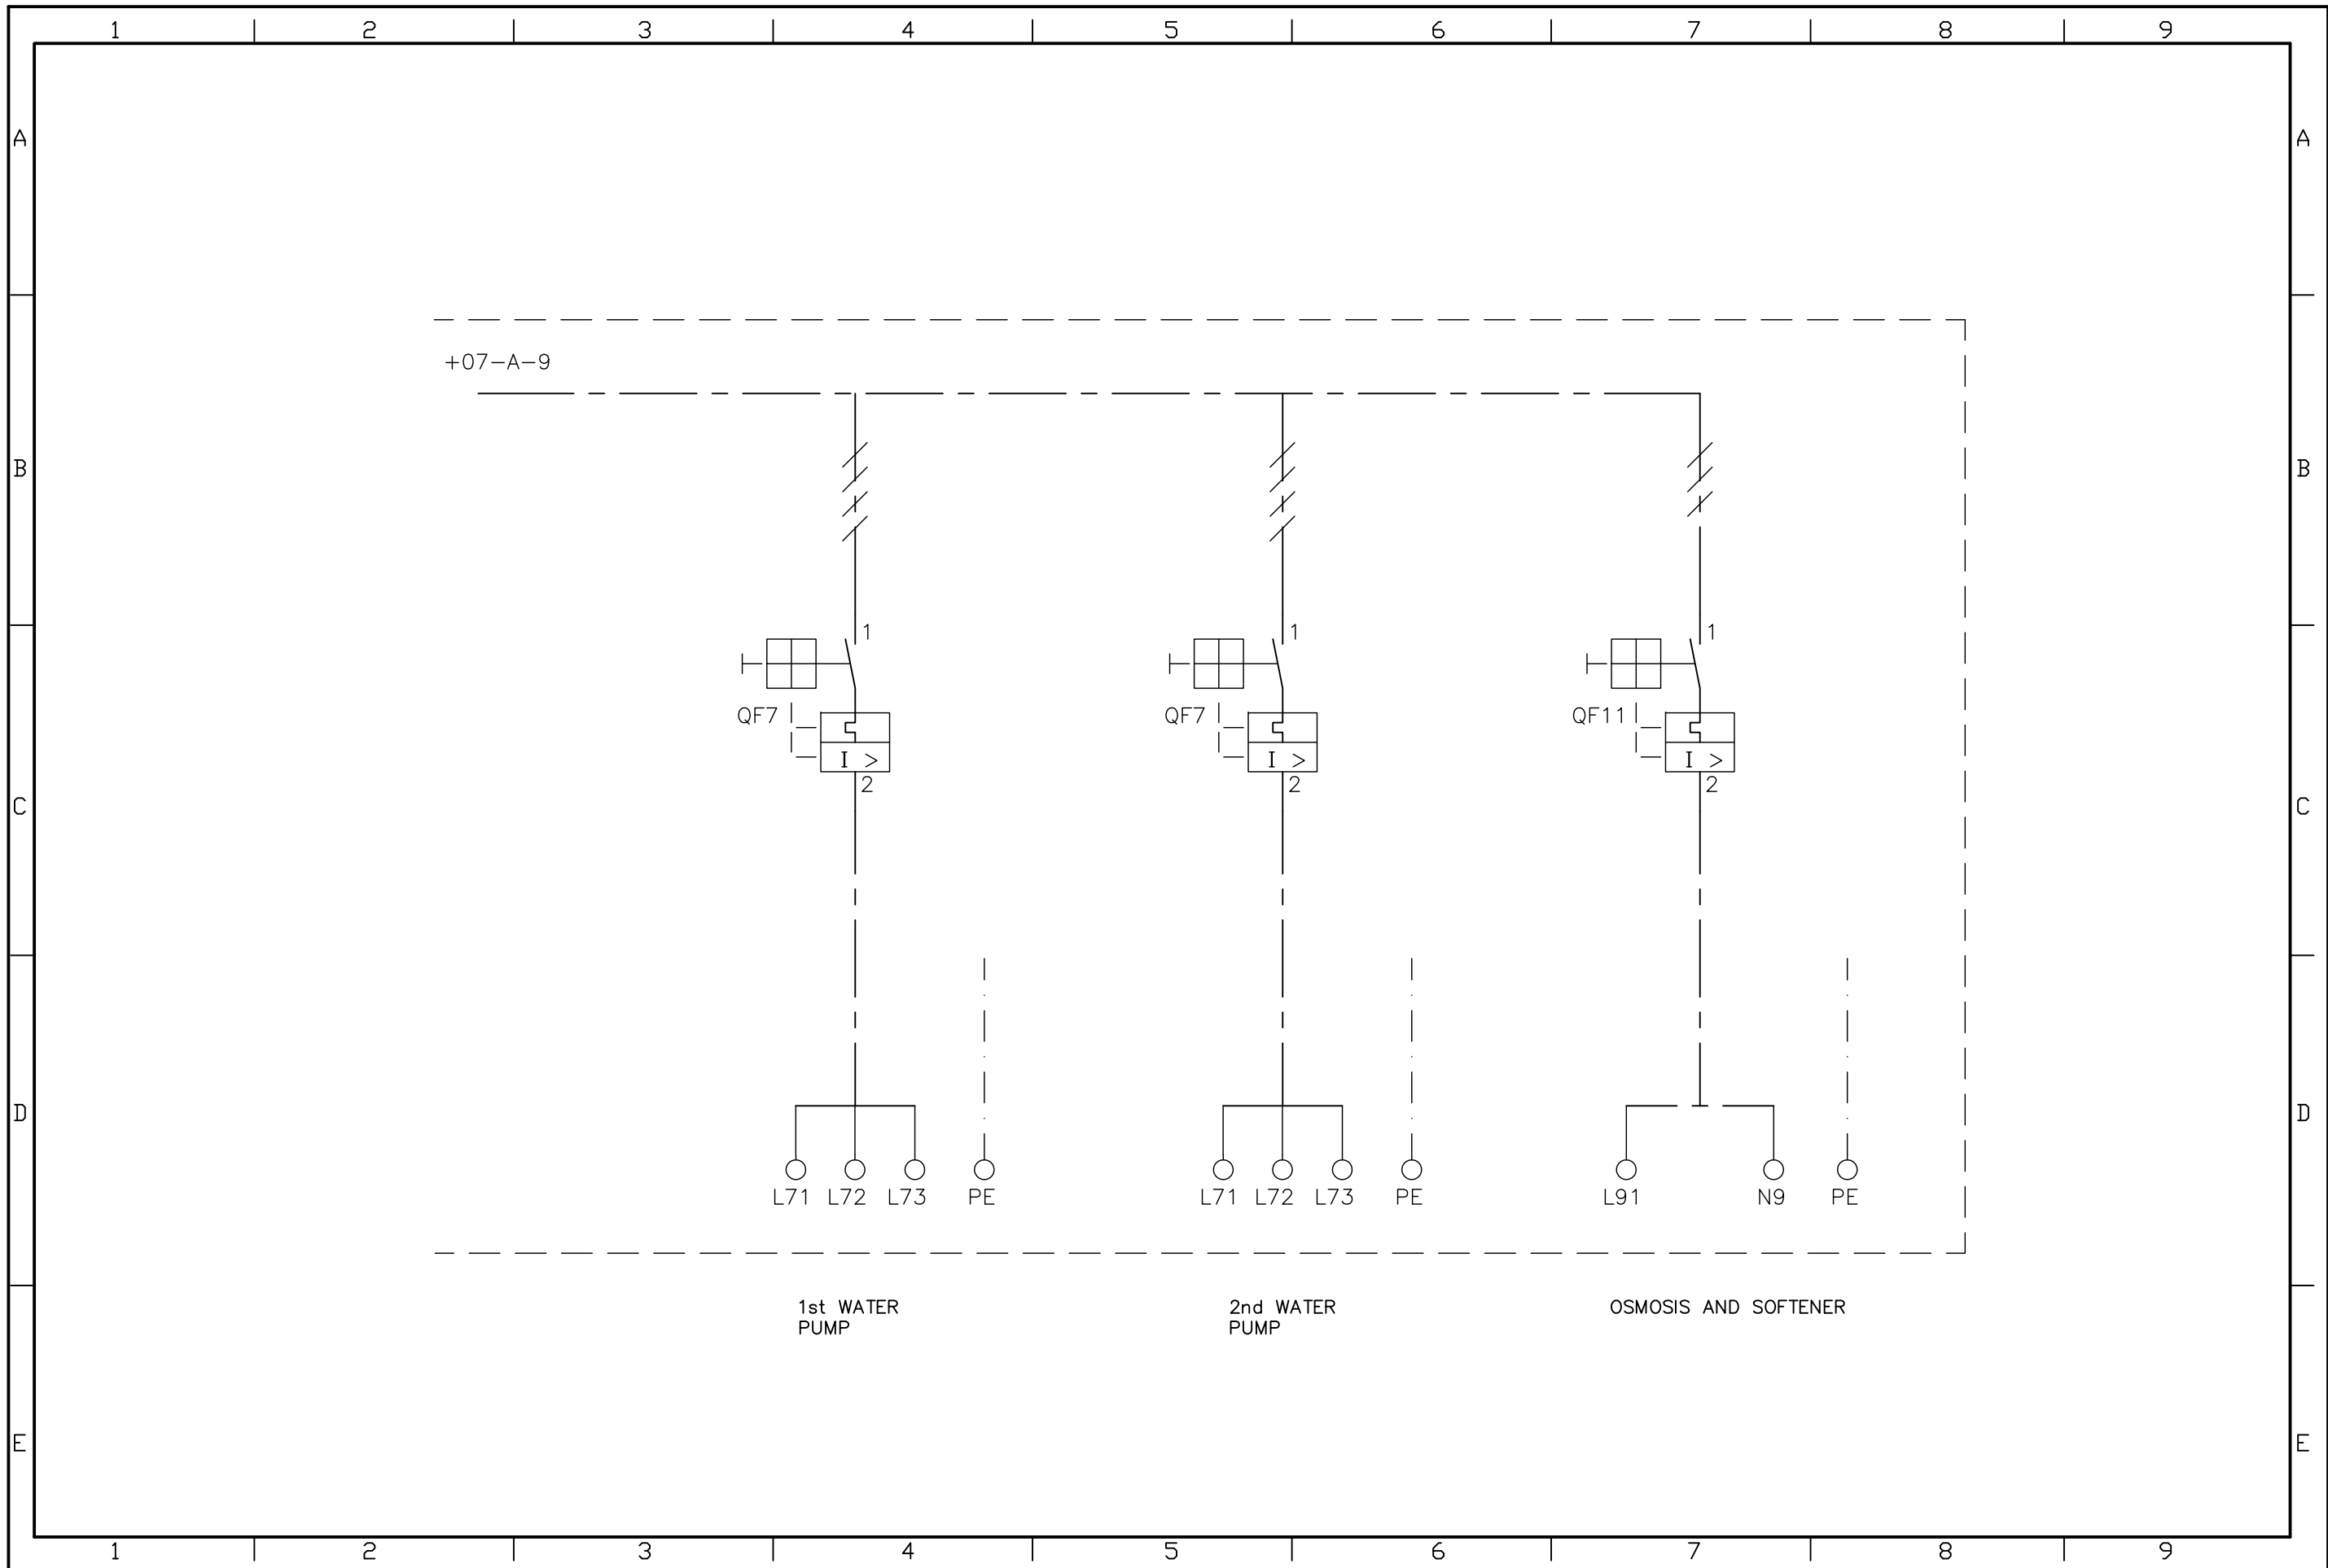 1 2 3 4 5 6 7 8 9
A A
+07-A-9
B B
1 1 1
QF7 QF7 QF11
I > I > I >
2 2 2
C C
D D
L71 L72 L73 PE L71 L72 L73 PE L91 N9 PE
1st WATER
PUMP
2nd WATER
PUMP
OSMOSIS AND SOFTENER
E E
1 2 3 4 5 6 7 8 9